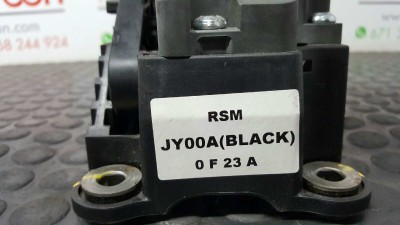 RSM
JY00A(BLACK)
0 F 23 A